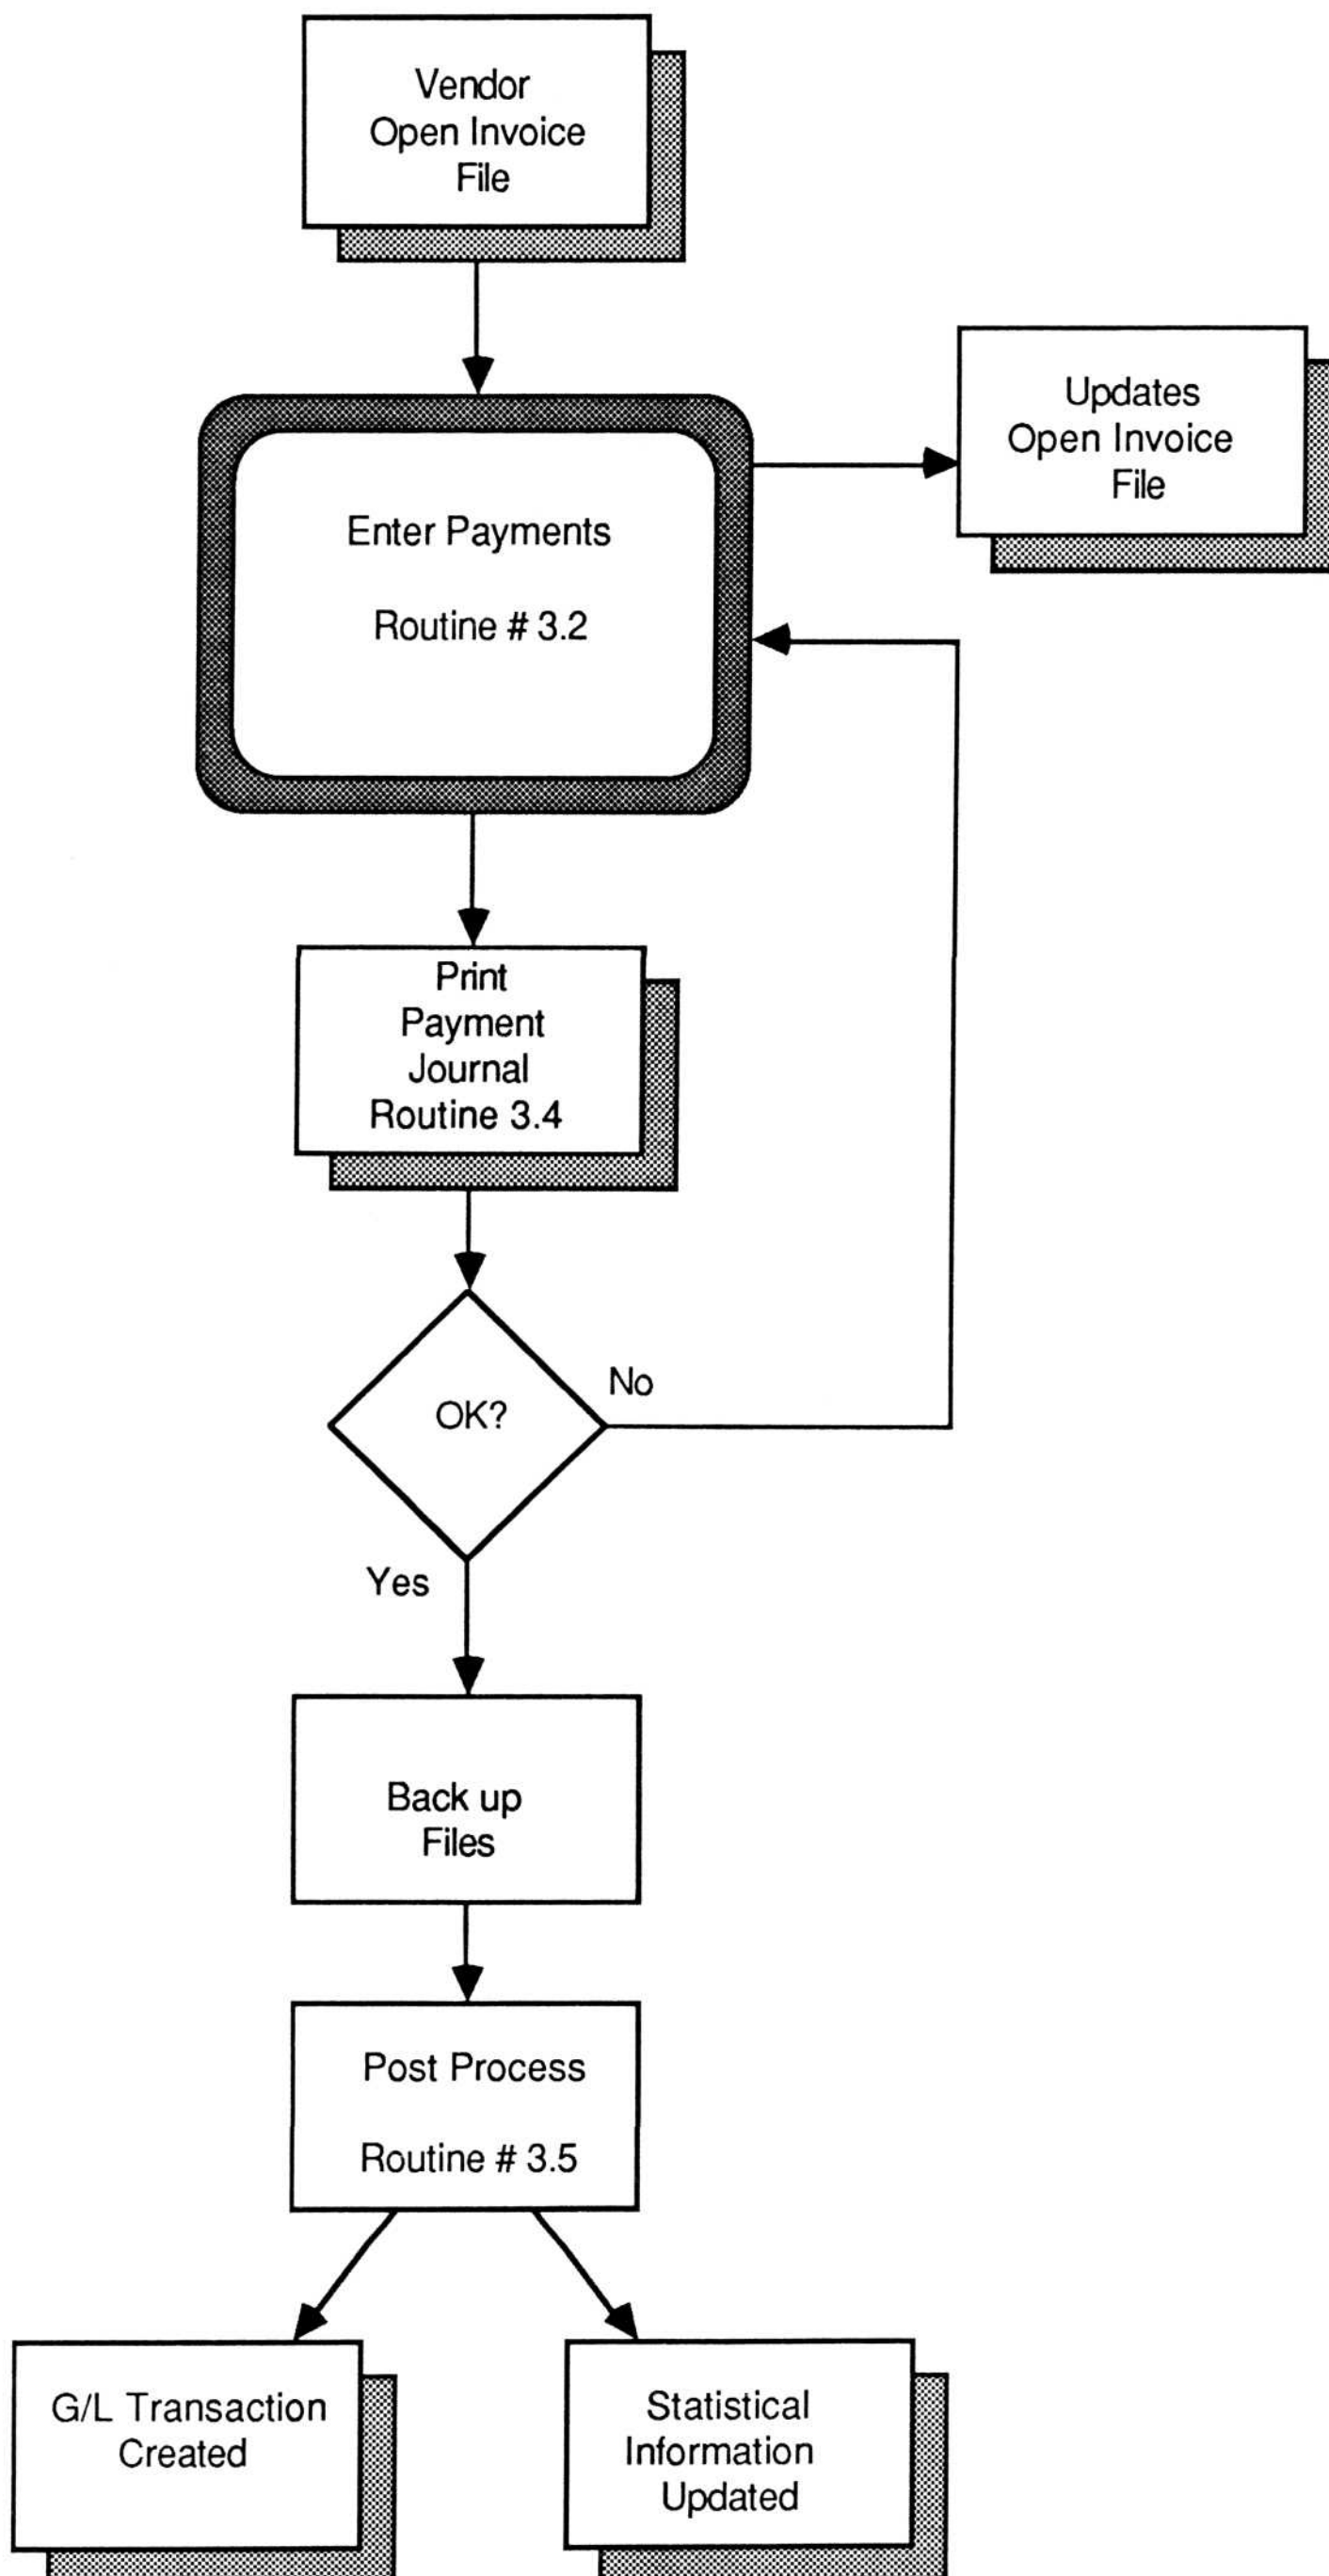 Vendor
Open Invoice
File
Updates
Open Invoice
File
Enter Payments
Routine # 3.2
Print
Payment
Journal
Routine 3.4
OK?
No
Yes
Back up
Files
Post Process
Routine # 3.5
G/L Transaction
Created
Statistical
Information
Updated